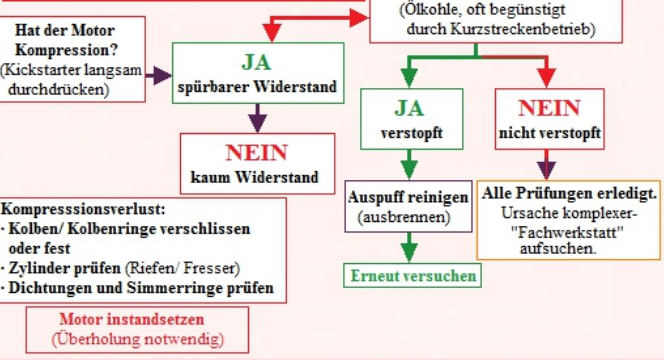 (Ölkohle, oft begünstigt
durch Kurzstreckenbetrieb)
Hat der Motor
Kompression?
(Kickstarter langsam
durchdrücken)
JA
spürbarer Widerstand
NEIN
kaum Widerstand
JA
verstopft
NEIN
nicht verstopft
Auspuff reinigen
(ausbrennen)
Alle Prüfungen erledigt.
Ursache komplexer-
"Fachwerkstatt"
aufsuchen.
Erneut versuchen
Kompresssionsverlust:
· Kolben/ Kolbenringe verschlissen
oder fest
· Zylinder prüfen (Riefen/ Fresser)
· Dichtungen und Simmerringe prüfen
Motor instandsetzen
(Überholung notwendig)